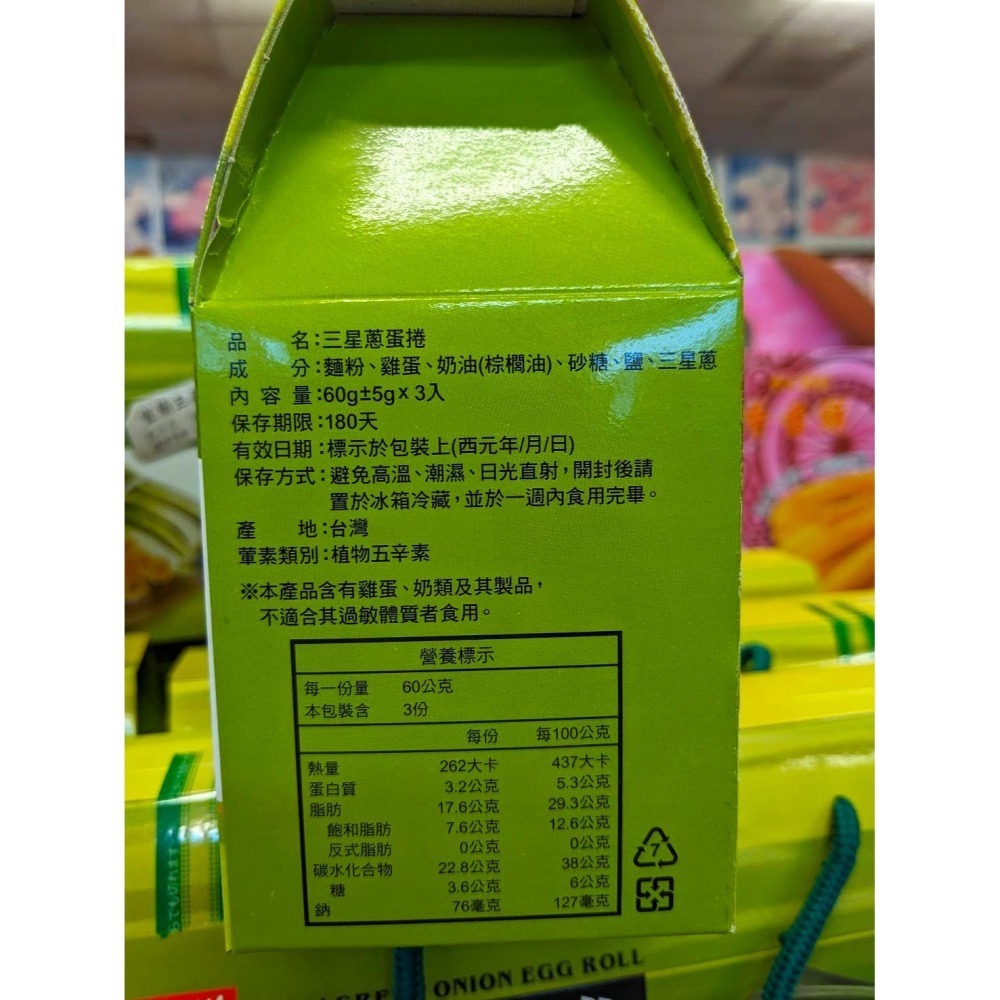 品 名:三星蔥蛋捲
成 分:麵粉、雞蛋、奶油(棕櫚油)、砂糖、鹽、三星蔥
內 容 量:60g±5gx 3入
保存期限:180天
有效日期:標示於包裝上(西元年/月/日)
保存方式:避免高溫、潮濕、日光直射,開封後請
置於冰箱冷藏,並於一週內食用完畢。
產 地:台灣
葷素類別:植物五辛素
※本產品含有雞蛋、奶類及其製品,
不適合其過敏體質者食用。
營養標示
每一份量 60公克
本包裝含 3份
每份 每100公克
熱量 262大卡 437大卡
蛋白質 3.2公克 5.3公克
脂肪 17.6公克 29.3公克
飽和脂肪 7.6公克 12.6公克
反式脂肪 0公克 0公克
碳水化合物 22.8公克 38公克
糖 3.6公克 6公克
鈉 76毫克 127毫克
7
ONION EGG ROLL